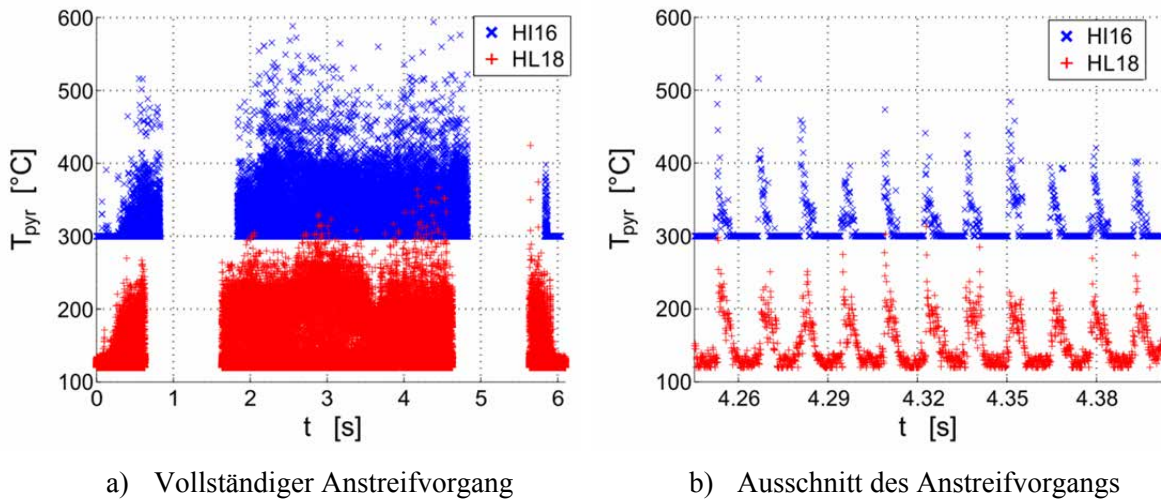 600
500
400
300
200
100
T_pyr [°C]
0 1 2 3 4 5 6
t [s]
HI16
HL18
600
500
400
300
200
100
T_pyr [°C]
4.26 4.29 4.32 4.35 4.38
t [s]
HI16
HL18
a) Vollständiger Anstreifvorgang
b) Ausschnitt des Anstreifvorgangs